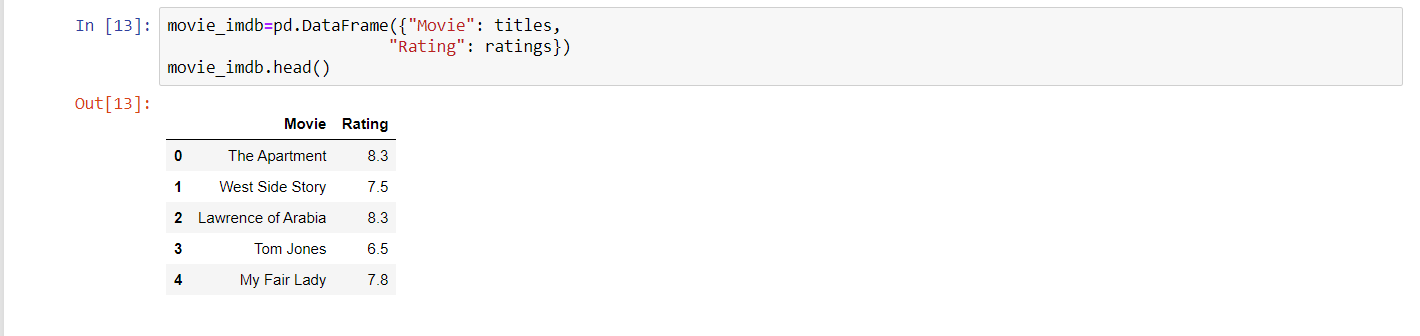 In [13]: movie_imdb=pd.DataFrame({"Movie": titles,
"Rating": ratings})
movie_imdb.head()
Out[13]:
Movie Rating
0 The Apartment 8.3
1 West Side Story 7.5
2 Lawrence of Arabia 8.3
3 Tom Jones 6.5
4 My Fair Lady 7.8